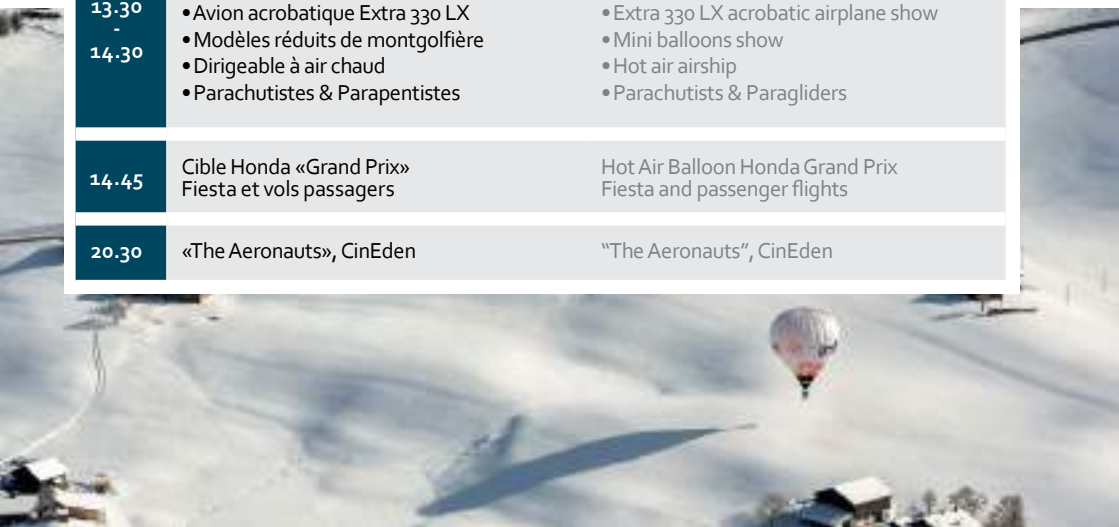 13.30
-
14.30
•Avion acrobatique Extra 330 LX
•Modèles réduits de montgolfière
•Dirigeable à air chaud
•Parachutistes & Parapentistes
•Extra 330 LX acrobatic airplane show
•Mini balloons show
•Hot air airship
•Parachutists & Paragliders
14.45
Cible Honda «Grand Prix»
Fiesta et vols passagers
Hot Air Balloon Honda Grand Prix
Fiesta and passenger flights
20.30
«The Aeronauts», CinEden
“The Aeronauts”, CinEden